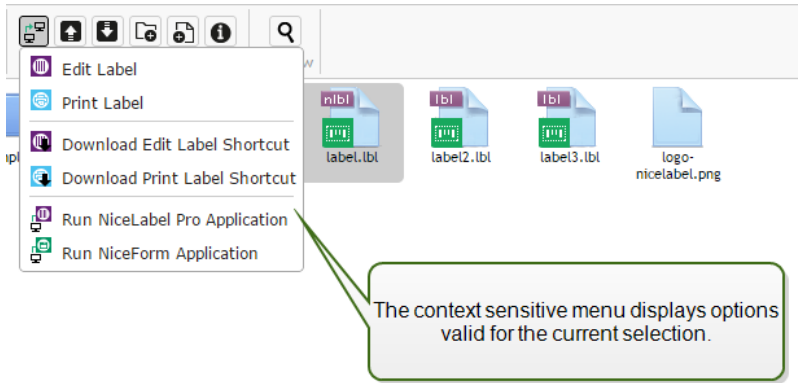 w
Edit Label
Print Label
Download Edit Label Shortcut
Download Print Label Shortcut
Run NiceLabel Pro Application
Run NiceForm Application
nlbl
lbl
lbl
label.lbl
label2.lbl
label3.lbl
logo-
nicelabel.png
The context sensitive menu displays options
valid for the current selection.